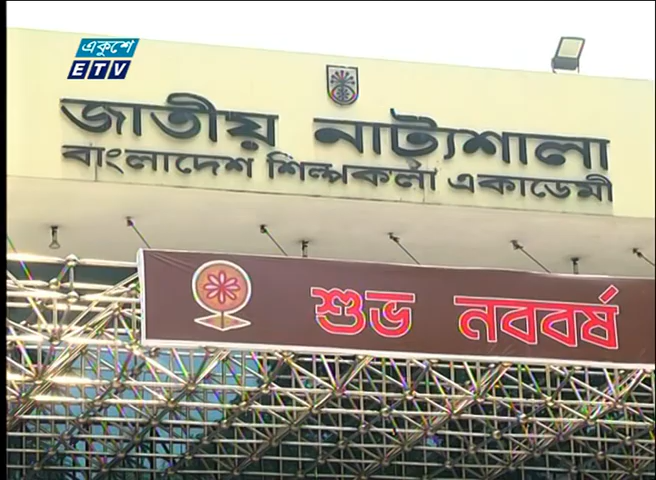 একুশে
ETV
জাতীয় নাট্যশালা
বাংলাদেশ শিল্পকলা একাডেমী
শুভ নববর্ষ